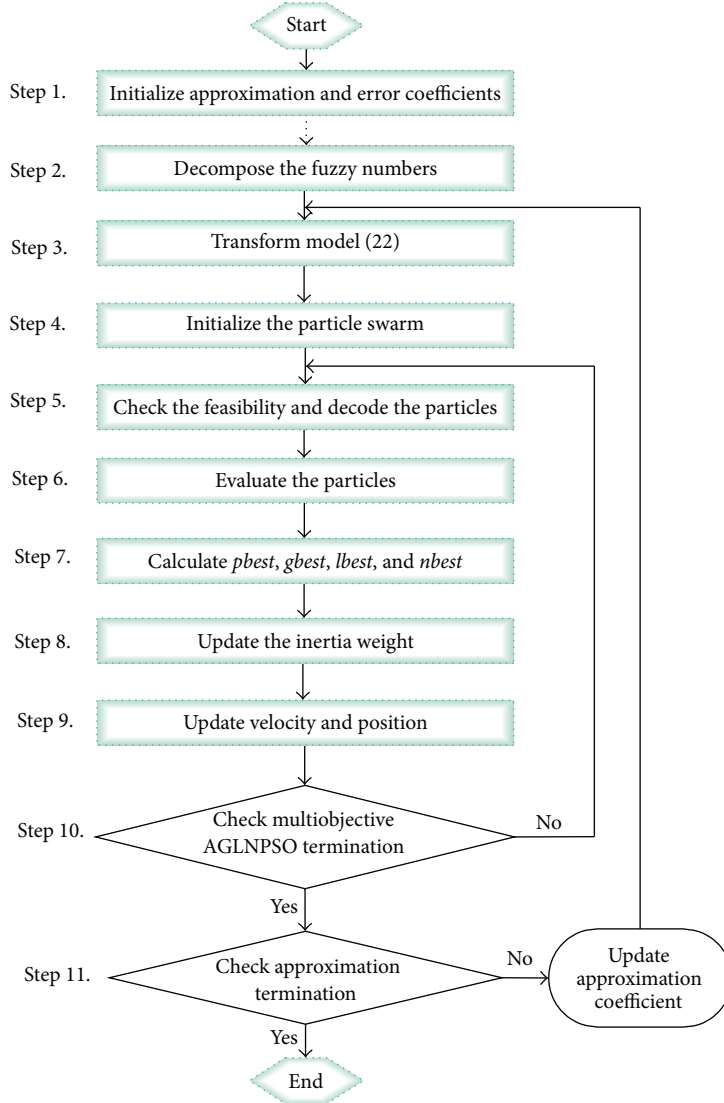 Start
Step 1.
Initialize approximation and error coefficients
Step 2.
Decompose the fuzzy numbers
Step 3.
Transform model (22)
Step 4.
Initialize the particle swarm
Step 5.
Check the feasibility and decode the particles
Step 6.
Evaluate the particles
Step 7.
Calculate pbest, gbest, lbest, and nbest
Step 8.
Update the inertia weight
Step 9.
Update velocity and position
Step 10.
Check multiobjective
AGLNPSO termination
No
Yes
Step 11.
Check approximation
termination
No
Update
approximation
coefficient
Yes
End